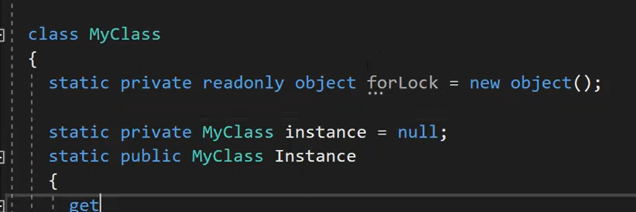 class MyClass
{
static private readonly object forLock = new object();
static private MyClass instance = null;
static public MyClass Instance
{
get